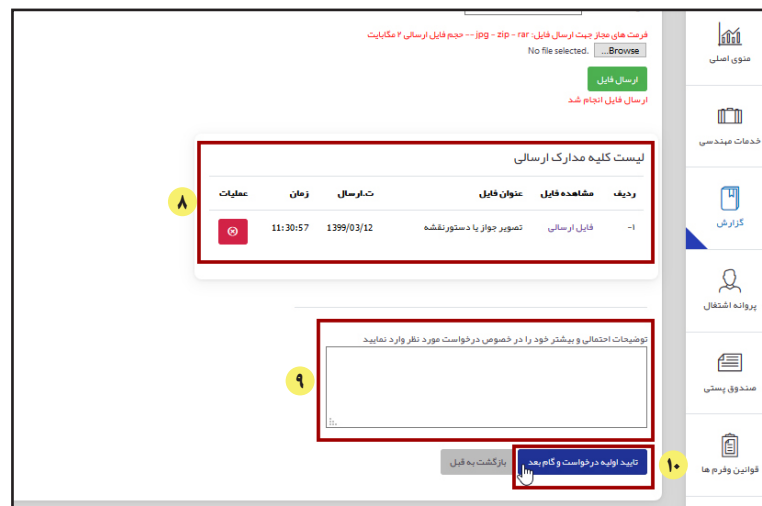 فرمت های مجاز جهت ارسال فایل: jpg - zip - rar -- حجم فایل ارسالی ۲ مگابایت
Browse... No file selected.
ارسال فایل
ارسال فایل انجام شد
لیست کلیه مدارک ارسالی
ردیف مشاهده فایل عنوان فایل ت.ارسال زمان عملیات
۱- فایل ارسالی تصویر جواز یا دستورنقشه 1399/03/12 11:30:57
۸
توضیحات احتمالی و بیشتر خود را در خصوص درخواست مورد نظر وارد نمایید
۹
تایید اولیه درخواست و گام بعد
بازگشت به قبل
۱۰
منوی اصلی
خدمات مهندسی
گزارش
پروانه اشتغال
صندوق پستی
قوانین وفرم ها